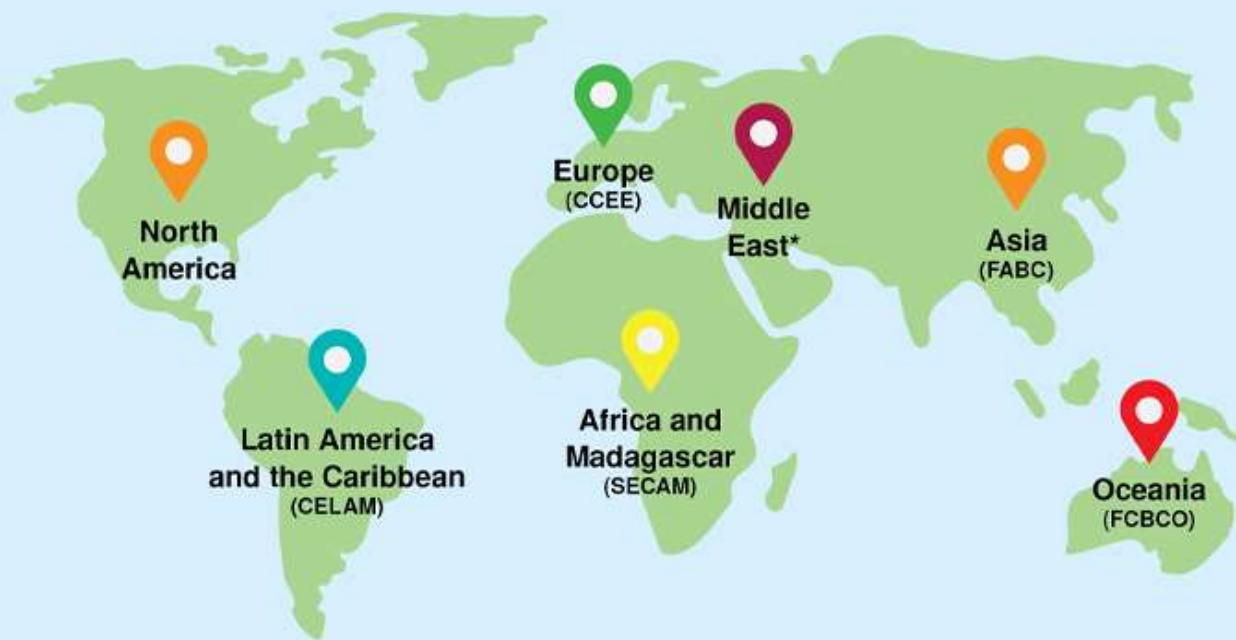 North
America
Europe
(CCEE)
Middle
East*
Asia
(FABC)
Latin America
and the Caribbean
(CELAM)
Africa and
Madagascar
(SECAM)
Oceania
(FCBCO)